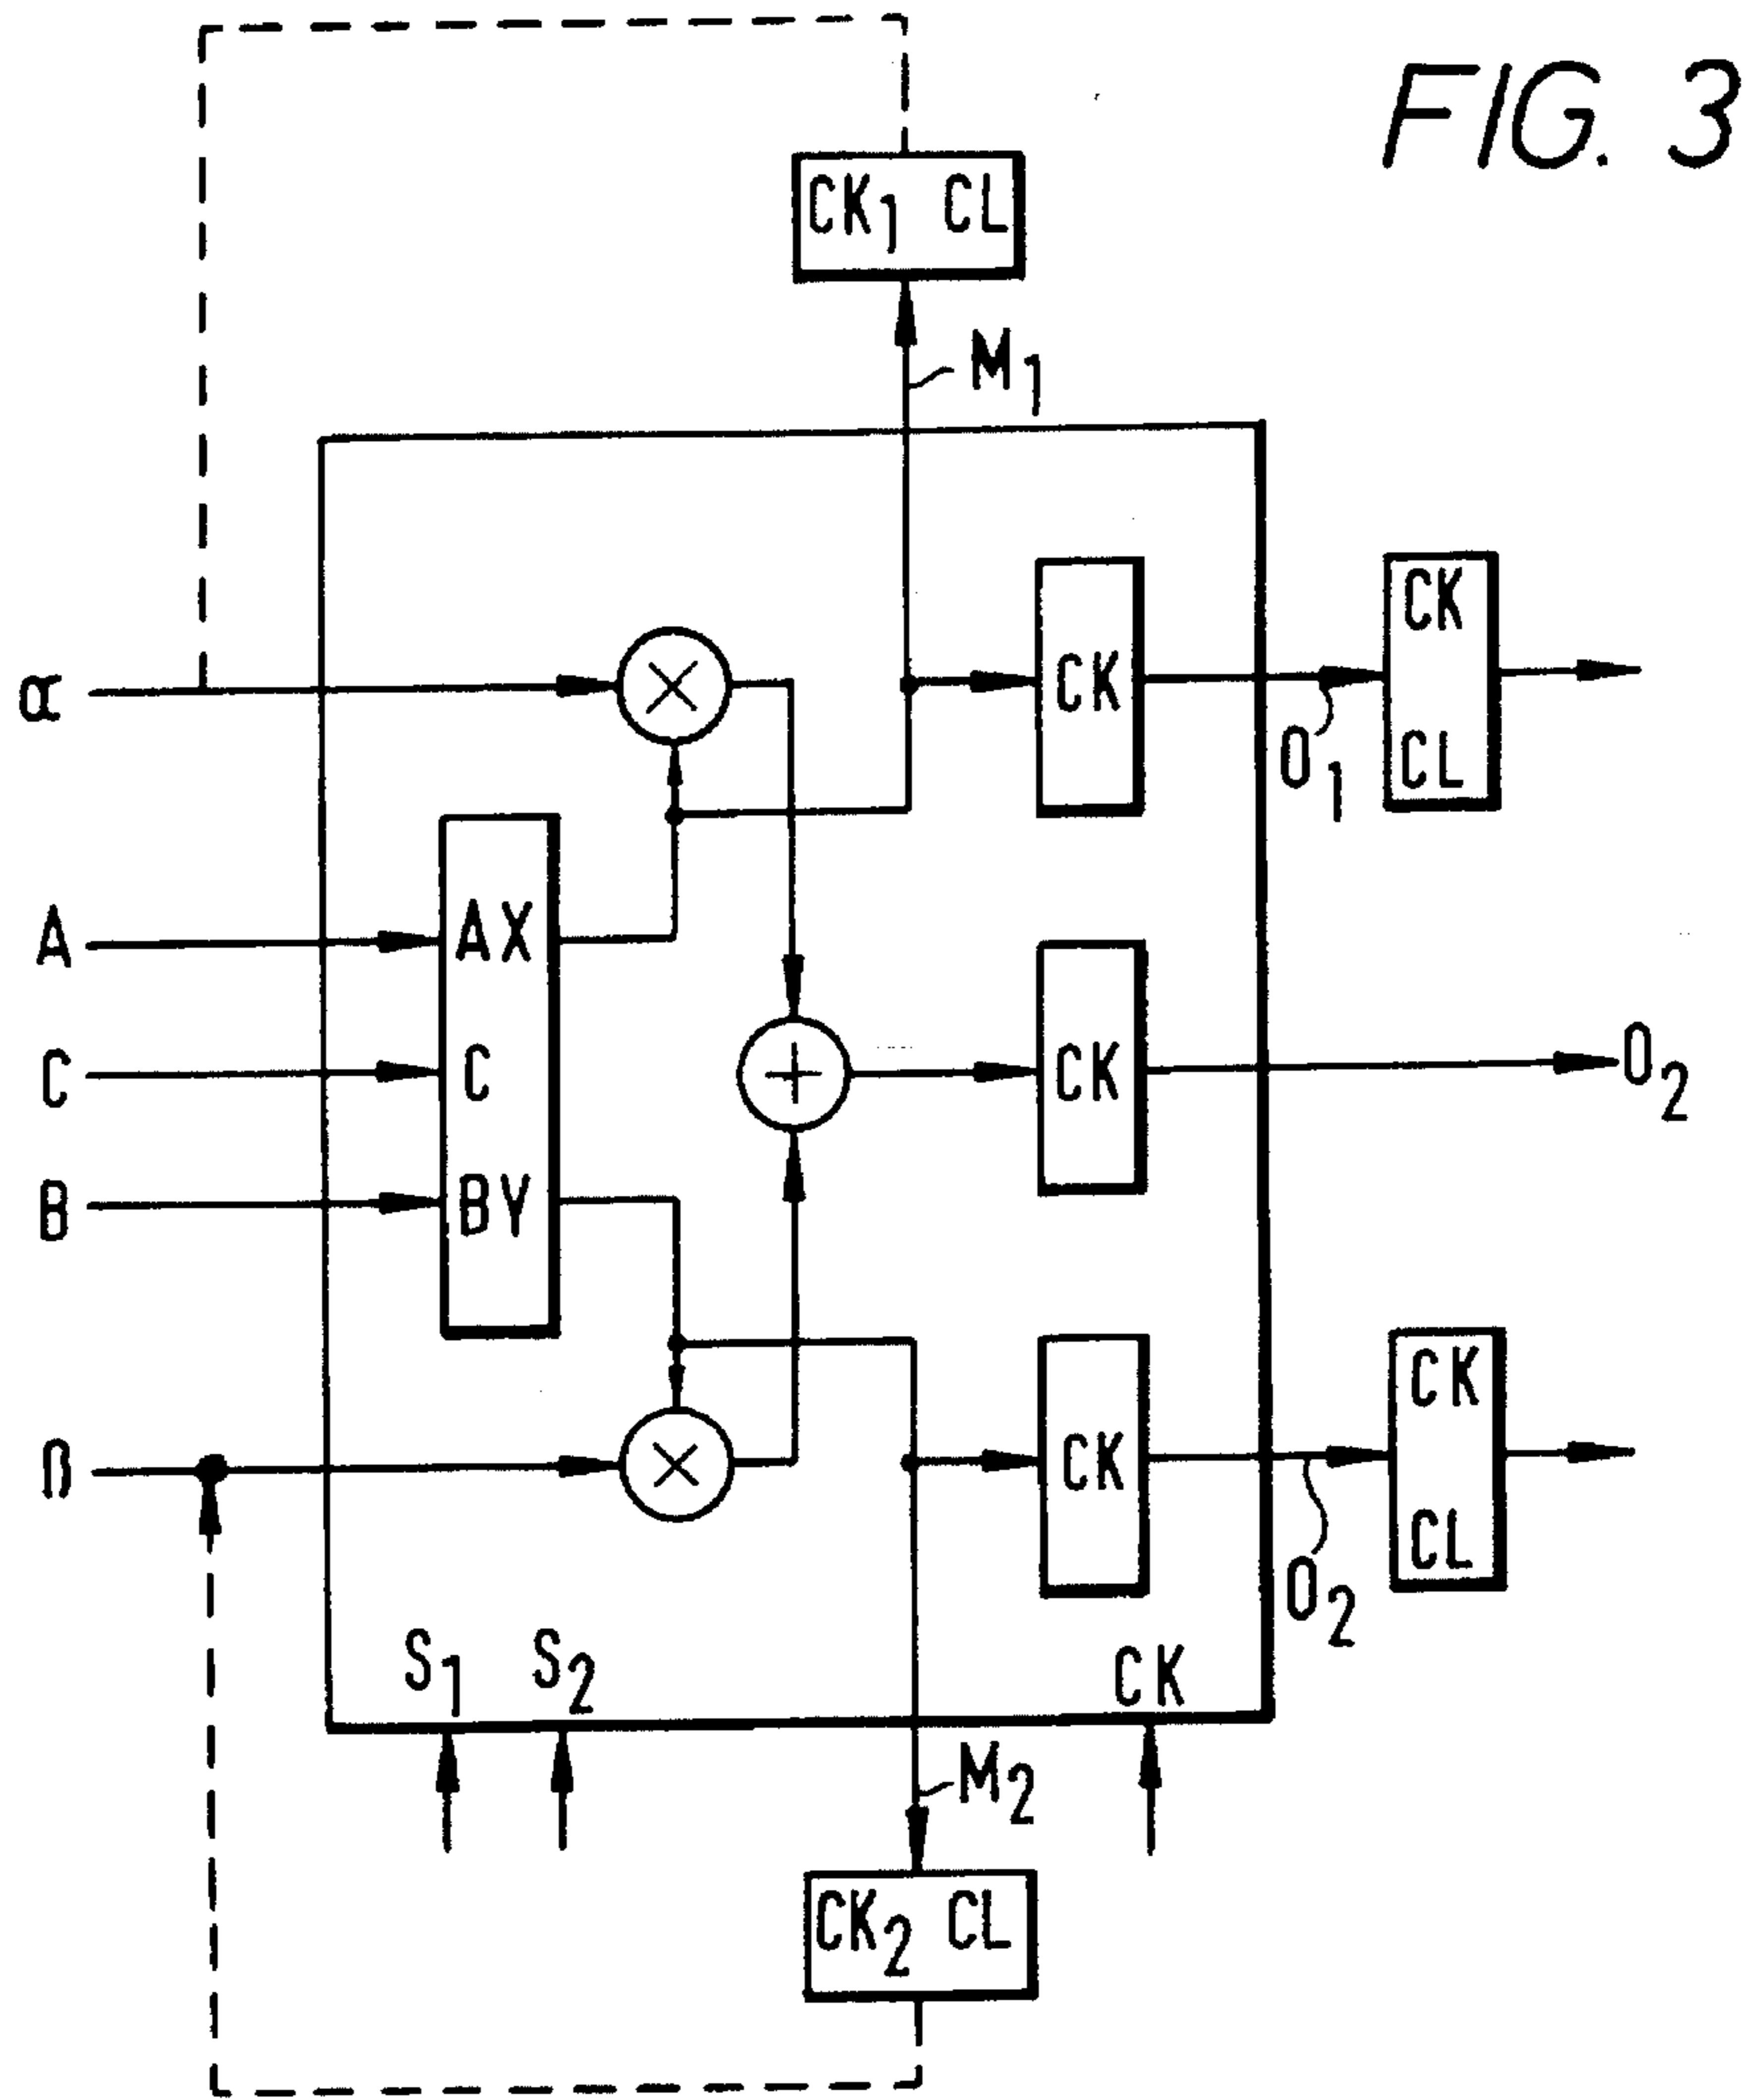 FIG. 3
CK₁ CL
M₁
α
CK
CK
CL
O₁
A
AX
C
C
CK
O₂
B
BY
β
CK
CK
CL
O₂
S₁
S₂
CK
M₂
CK₂ CL